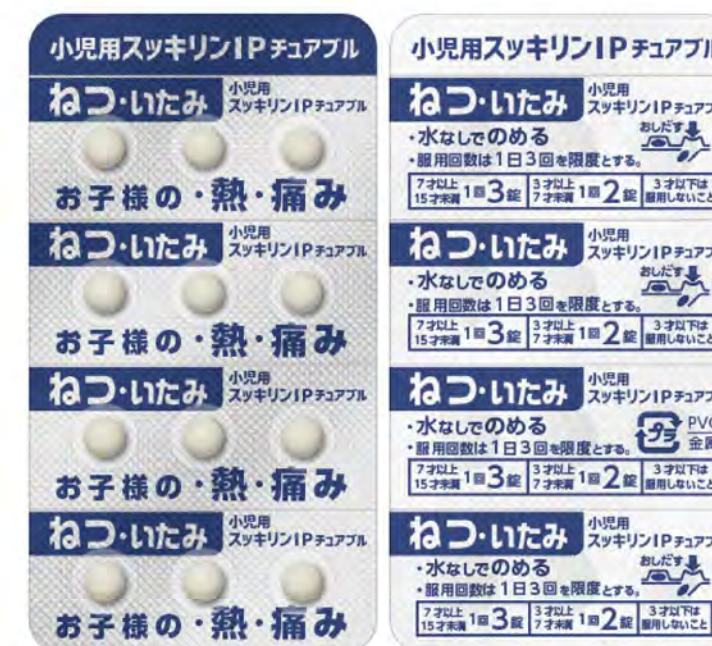 小児用スッキリンIPチュアブル
ねつ・いたみ 小児用
スッキリンIPチュアブル
お子様の・熱・痛み
ねつ・いたみ 小児用
スッキリンIPチュアブル
お子様の・熱・痛み
ねつ・いたみ 小児用
スッキリンIPチュアブル
お子様の・熱・痛み
ねつ・いたみ 小児用
スッキリンIPチュアブル
お子様の・熱・痛み
小児用スッキリンIPチュアブル
ねつ・いたみ 小児用
スッキリンIPチュアブ
・水なしでのめる おしだす
・服用回数は1日3回を限度とする。
7才以上15才未満 1回3錠 3才以上7才未満 1回2錠 3才以下は服用しないこと
ねつ・いたみ 小児用
スッキリンIPチュアブ
・水なしでのめる おしだす
・服用回数は1日3回を限度とする。
7才以上15才未満 1回3錠 3才以上7才未満 1回2錠 3才以下は服用しないこと
ねつ・いたみ 小児用
スッキリンIPチュアブ
・水なしでのめる プラ PVC
・服用回数は1日3回を限度とする。 金属
7才以上15才未満 1回3錠 3才以上7才未満 1回2錠 3才以下は服用しないこと
ねつ・いたみ 小児用
スッキリンIPチュアブ
・水なしでのめる おしだす
・服用回数は1日3回を限度とする。
7才以上15才未満 1回3錠 3才以上7才未満 1回2錠 3才以下は服用しないこと